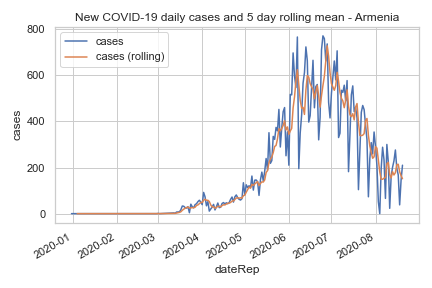 New COVID-19 daily cases and 5 day rolling mean - Armenia
cases
cases (rolling)
800
600
400
200
0
cases
2020-01
2020-02
2020-03
2020-04
2020-05
2020-06
2020-07
2020-08
dateRep